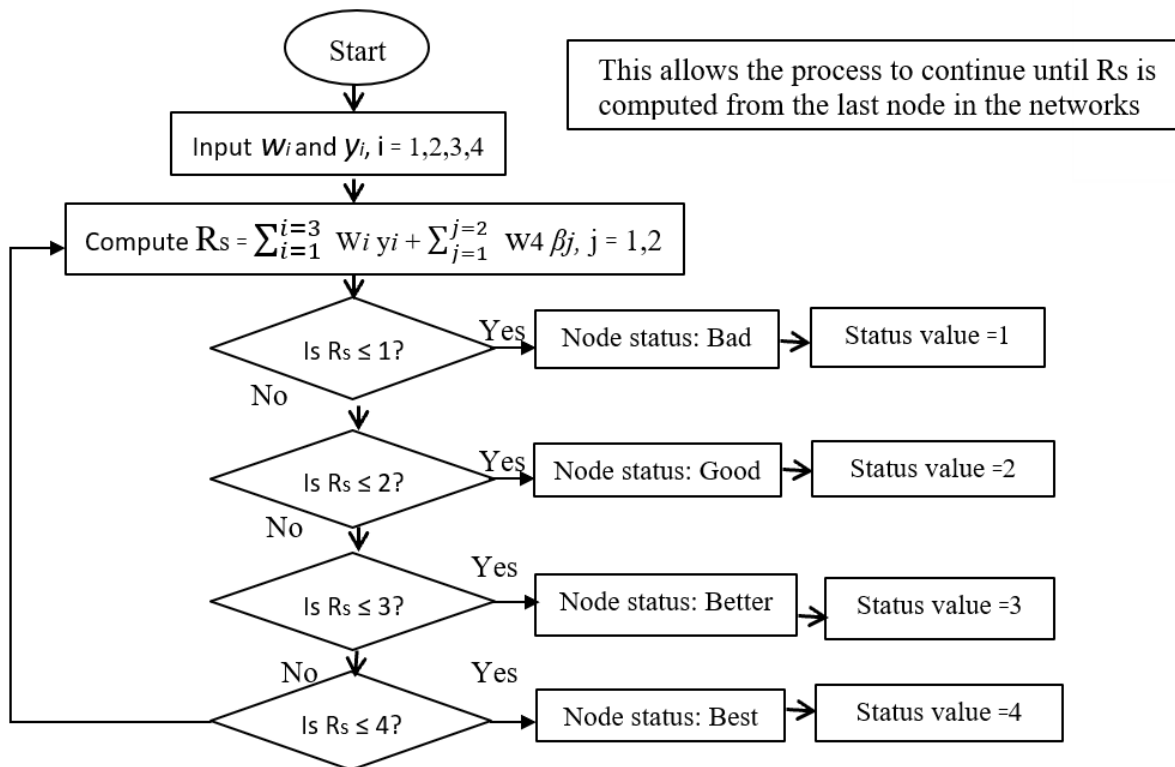 Start
This allows the process to continue until Rs is
computed from the last node in the networks
Input Wi and yi, i = 1,2,3,4
Compute Rs = ∑_{i=1}^{i=3} Wi yi + ∑_{j=1}^{j=2} W4 βj, j = 1,2
Is Rs ≤ 1?
Yes
Node status: Bad
Status value =1
No
Is Rs ≤ 2?
Yes
Node status: Good
Status value =2
No
Is Rs ≤ 3?
Yes
Node status: Better
Status value =3
No
Is Rs ≤ 4?
Yes
Node status: Best
Status value =4